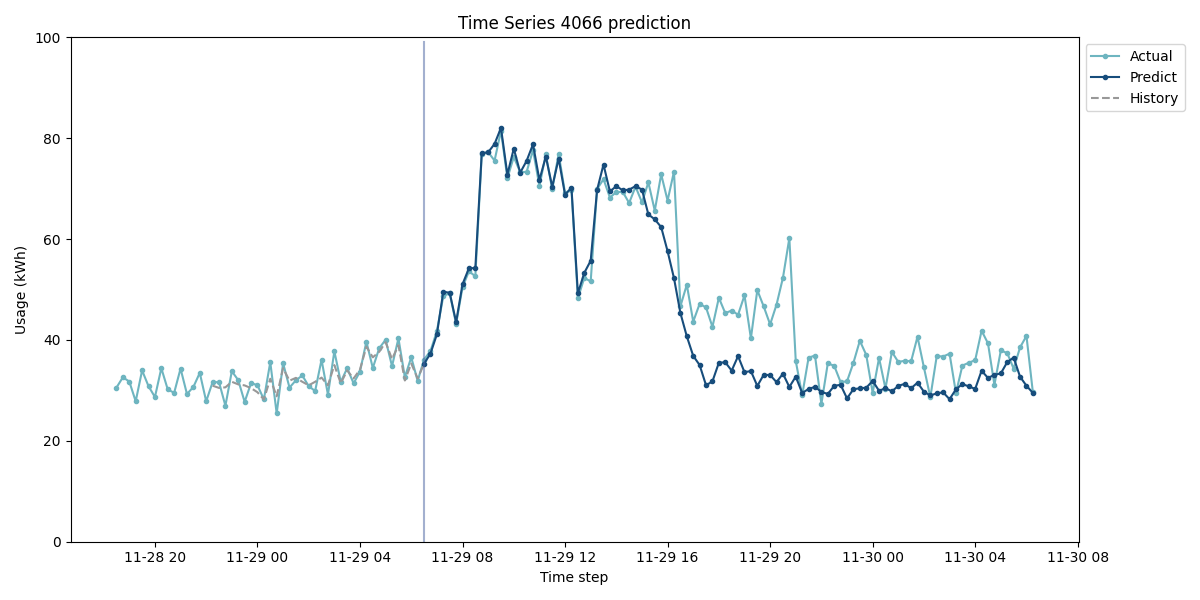 Time Series 4066 prediction
100
80
60
40
20
0
Usage (kWh)
11-28 20
11-29 00
11-29 04
11-29 08
11-29 12
11-29 16
11-29 20
11-30 00
11-30 04
11-30 08
Time step
Actual
Predict
History